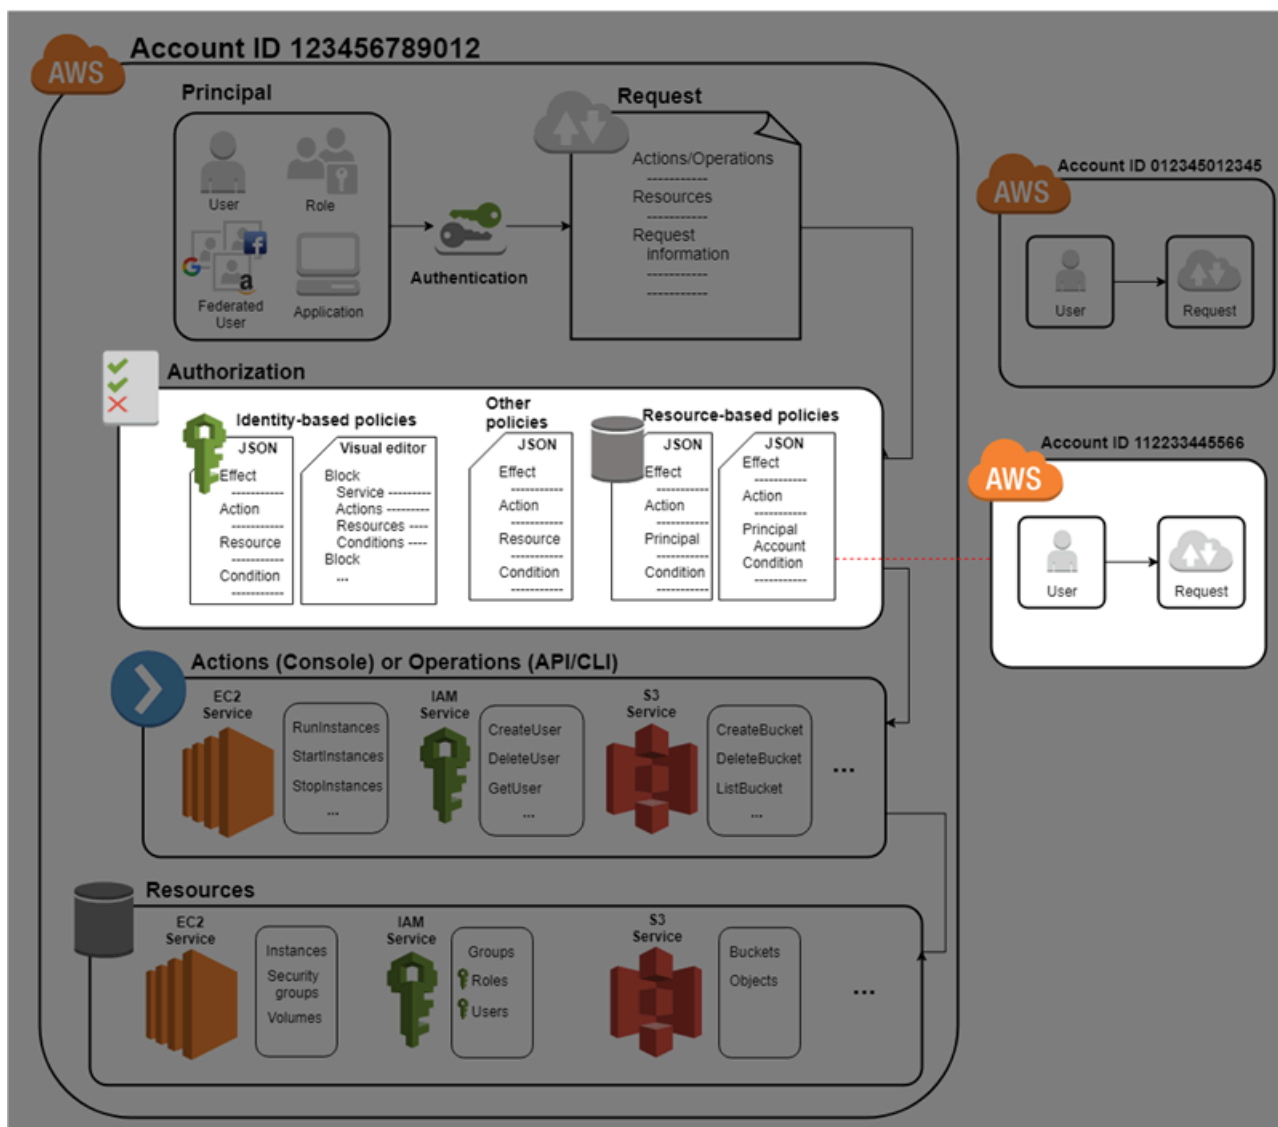 Account ID 123456789012
AWS
Principal
User
Role
Federated
User
Application
Authentication
Request
Actions/Operations
-----------
Resources
-----------
Request
information
-----------
-----------
Account ID 012345012345
AWS
User
Request
Authorization
Identity-based policies
JSON
Effect
-----------
Action
-----------
Resource
-----------
Condition
-----------
Visual editor
Block
Service ---------
Actions ---------
Resources ----
Conditions ----
Block
...
Other
policies
JSON
Effect
-----------
Action
-----------
Resource
-----------
Condition
-----------
Resource-based policies
JSON
Effect
-----------
Action
-----------
Principal
-----------
Condition
-----------
JSON
Effect
-----------
Action
-----------
Principal
Account
Condition
-----------
Account ID 112233445566
AWS
User
Request
Actions (Console) or Operations (API/CLI)
EC2
Service
RunInstances
StartInstances
StopInstances
...
IAM
Service
CreateUser
DeleteUser
GetUser
...
S3
Service
CreateBucket
DeleteBucket
ListBucket
...
...
Resources
EC2
Service
Instances
Security
groups
Volumes
IAM
Service
Groups
Roles
Users
S3
Service
Buckets
Objects
...